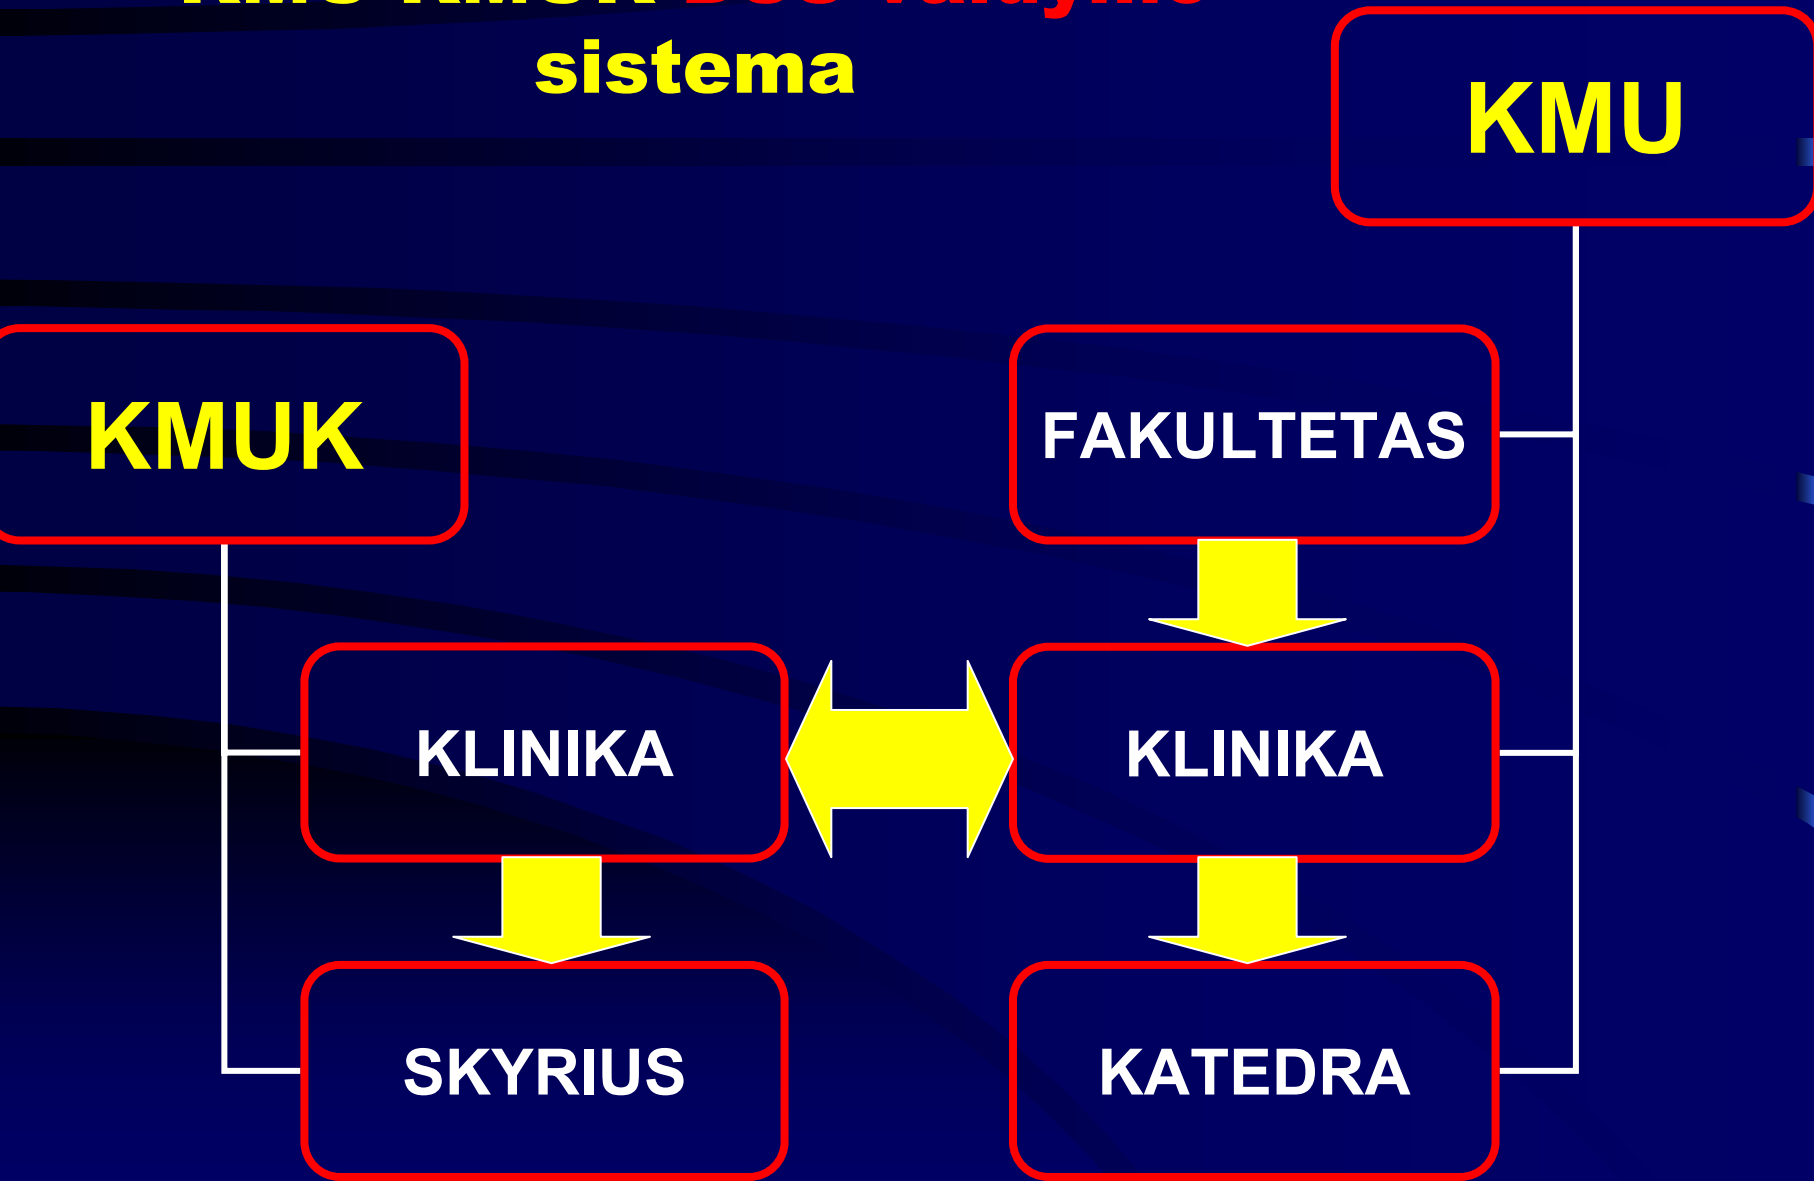 sistema
KMU
KMUK
FAKULTETAS
KLINIKA
KLINIKA
SKYRIUS
KATEDRA